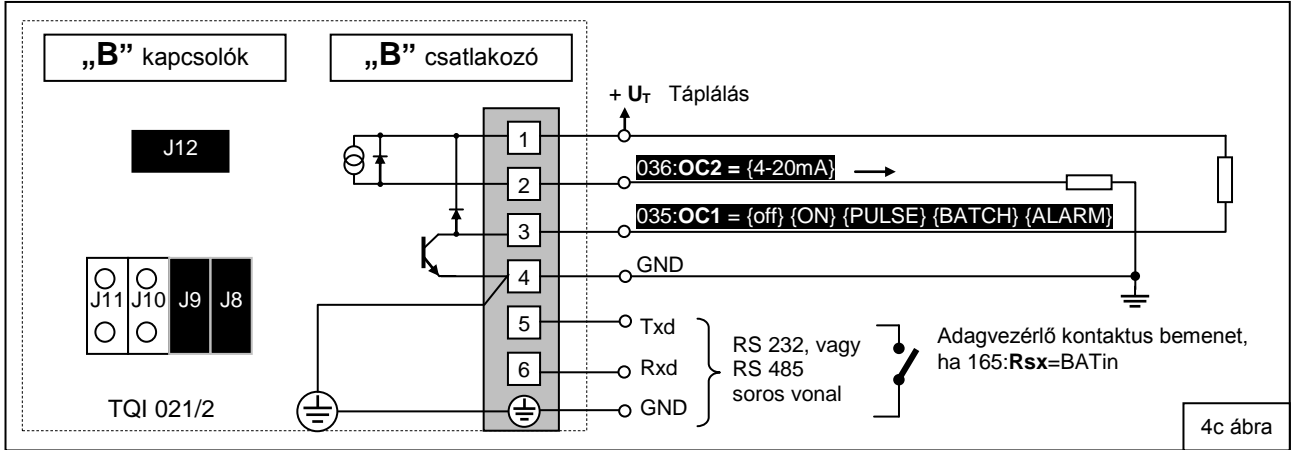 „B” kapcsolók
„B” csatlakozó
+ UT Táplálás
J12
1
2
036:OC2 = {4-20mA}
3
035:OC1 = {off} {ON} {PULSE} {BATCH} {ALARM}
4
GND
J11 J10 J9 J8
5
Txd
6
Rxd
GND
RS 232, vagy
RS 485
soros vonal
Adagvezérlő kontaktus bemenet,
ha 165:Rsx=BATin
TQI 021/2
4c ábra